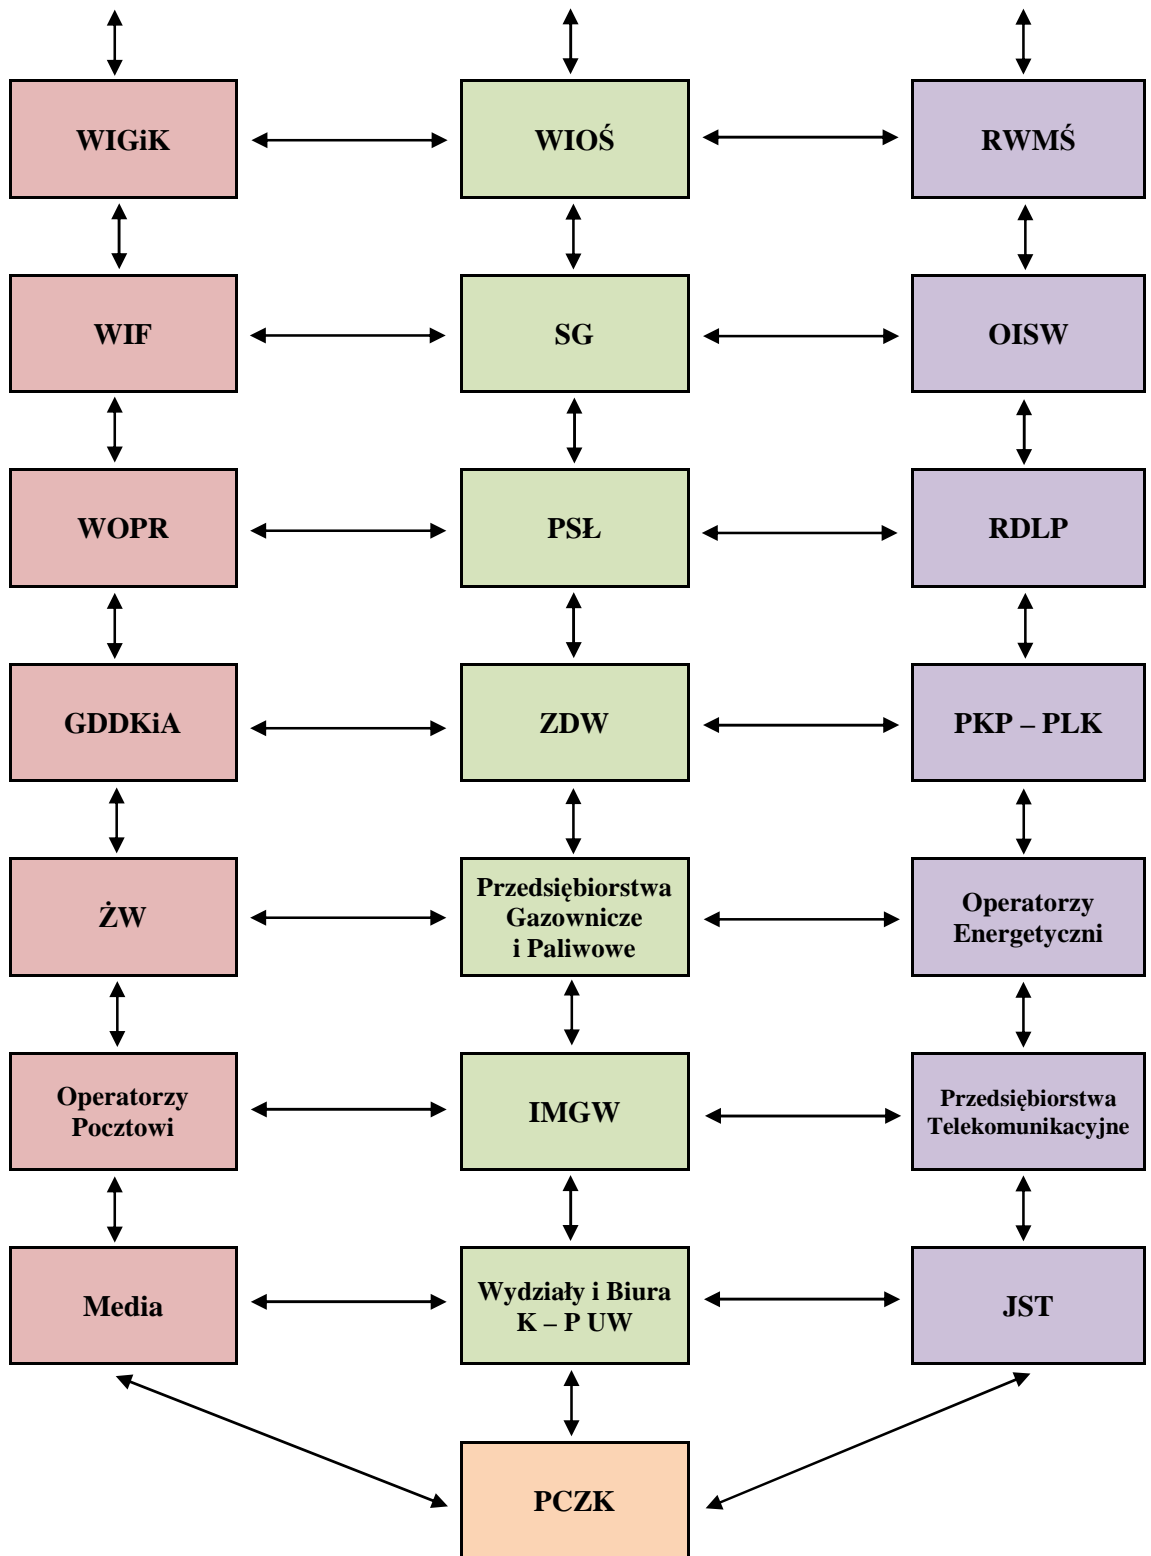 WIGiK
WIOŚ
RWMŚ
WIF
SG
OISW
WOPR
PSŁ
RDLP
GDDKiA
ZDW
PKP – PLK
ŻW
Przedsiębiorstwa
Gazownicze
i Paliwowe
Operatorzy
Energetyczni
Operatorzy
Pocztowi
IMGW
Przedsiębiorstwa
Telekomunikacyjne
Media
Wydziały i Biura
K – P UW
JST
PCZK